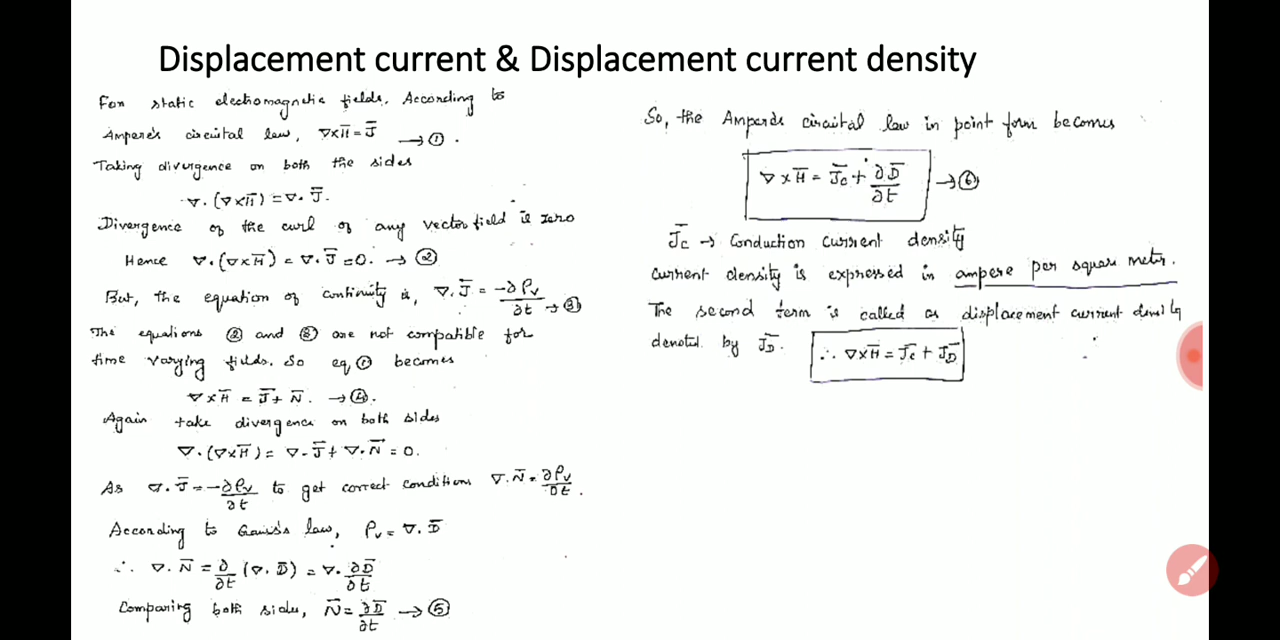 Displacement current & Displacement current density
For static electromagnetic fields, According to
Ampere's circuital law, ∇×H̅ = J̅ → ①.
Taking divergence on both the sides
∇.(∇×H̅) = ∇.J̅.
Divergence of the curl of any vector field is zero
Hence ∇.(∇×H̅) = ∇.J̅ = 0. → ②
But, the equation of continuity is, ∇.J̅ = -∂ρv/∂t → ③
The equations ② and ③ are not compatible for
time varying fields. So eq ① becomes
∇×H̅ = J̅ + N̅. → ④.
Again take divergence on both sides
∇.(∇×H̅) = ∇.J̅ + ∇.N̅ = 0.
As ∇.J̅ = -∂ρv/∂t to get correct conditions ∇.N̅ = ∂ρv/∂t.
According to Gauss's law, ρv = ∇.D̅
∴ ∇.N̅ = ∂/∂t (∇.D̅) = ∇.∂D̅/∂t
Comparing both sides, N̅ = ∂D̅/∂t → ⑤
So, the Ampere's circuital law in point form becomes
∇×H̅ = J̅c + ∂D̅/∂t → ⑥
J̅c → Conduction current density
current density is expressed in ampere per square meter.
The second term is called as displacement current density
denoted by J̅D.
∴ ∇×H̅ = J̅c + J̅D